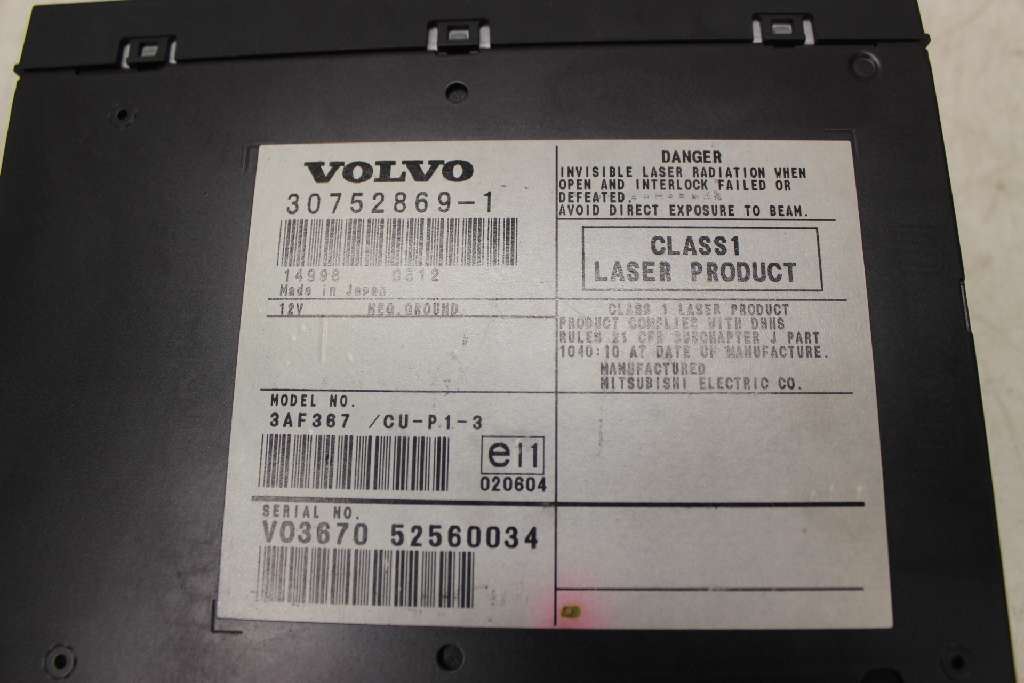 VOLVO
30752869-1
14998 0512
Made in Japan
12V NEG.GROUND
MODEL NO.
3AF367 /CU-P1-3
e11
020604
SERIAL NO.
VO3670 52560034
DANGER
INVISIBLE LASER RADIATION WHEN
OPEN AND INTERLOCK FAILED OR
DEFEATED.
AVOID DIRECT EXPOSURE TO BEAM.
CLASS1
LASER PRODUCT
CLASS 1 LASER PRODUCT
PRODUCT COMPLIES WITH DHHS
RULES 21 CFR SUBCHAPTER J PART
1040:10 AT DATE OF MANUFACTURE.
MANUFACTURED
MITSUBISHI ELECTRIC CO.